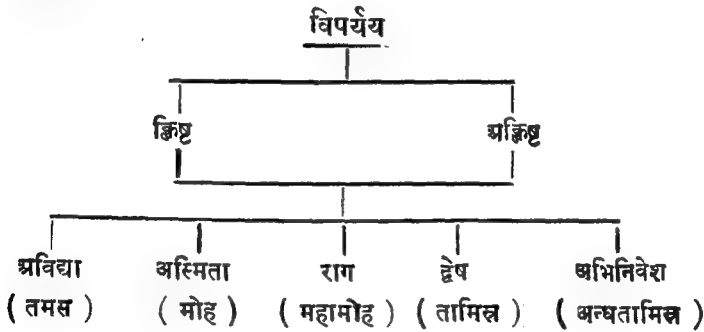 विपर्यय
क्लिष्ट अक्लिष्ट
अविद्या अस्मिता राग द्वेष अभिनिवेश
( तमस ) ( मोह ) ( महामोह ) ( तामिस्र ) ( अन्धतामिस्र )